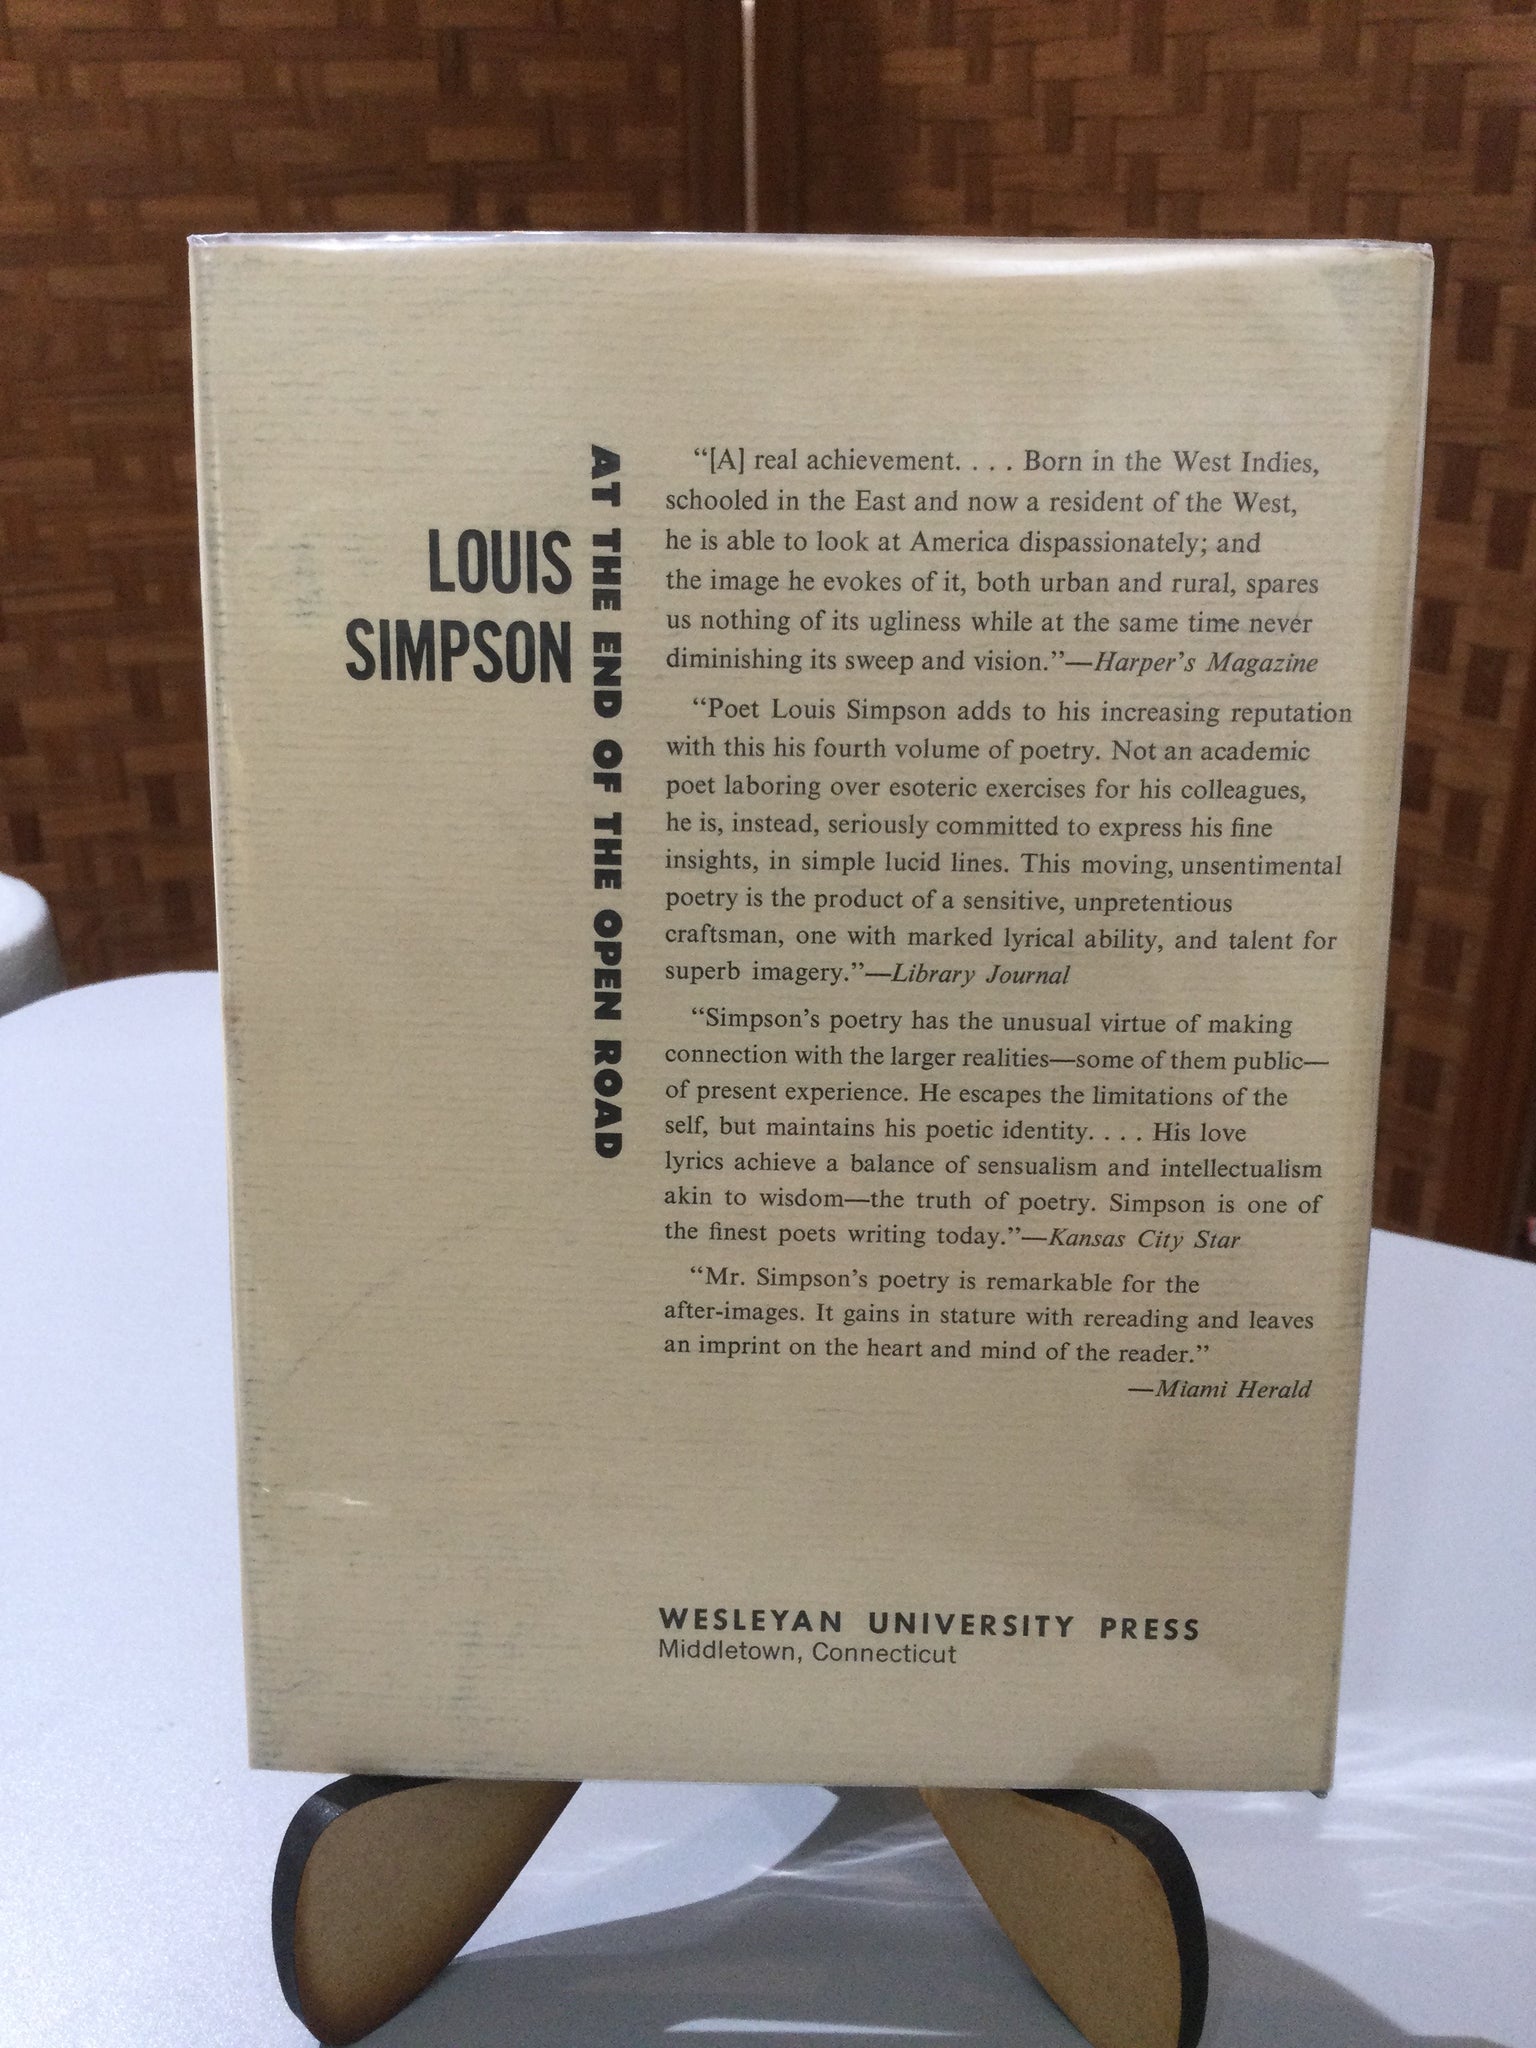 LOUIS
SIMPSON
AT THE END OF THE OPEN ROAD
“[A] real achievement. . . . Born in the West Indies,
schooled in the East and now a resident of the West,
he is able to look at America dispassionately; and
the image he evokes of it, both urban and rural, spares
us nothing of its ugliness while at the same time never
diminishing its sweep and vision.”—Harper’s Magazine
“Poet Louis Simpson adds to his increasing reputation
with this his fourth volume of poetry. Not an academic
poet laboring over esoteric exercises for his colleagues,
he is, instead, seriously committed to express his fine
insights, in simple lucid lines. This moving, unsentimental
poetry is the product of a sensitive, unpretentious
craftsman, one with marked lyrical ability, and talent for
superb imagery.”—Library Journal
“Simpson’s poetry has the unusual virtue of making
connection with the larger realities—some of them public—
of present experience. He escapes the limitations of the
self, but maintains his poetic identity. . . . His love
lyrics achieve a balance of sensualism and intellectualism
akin to wisdom—the truth of poetry. Simpson is one of
the finest poets writing today.”—Kansas City Star
“Mr. Simpson’s poetry is remarkable for the
after-images. It gains in stature with rereading and leaves
an imprint on the heart and mind of the reader.”
—Miami Herald
WESLEYAN UNIVERSITY PRESS
Middletown, Connecticut